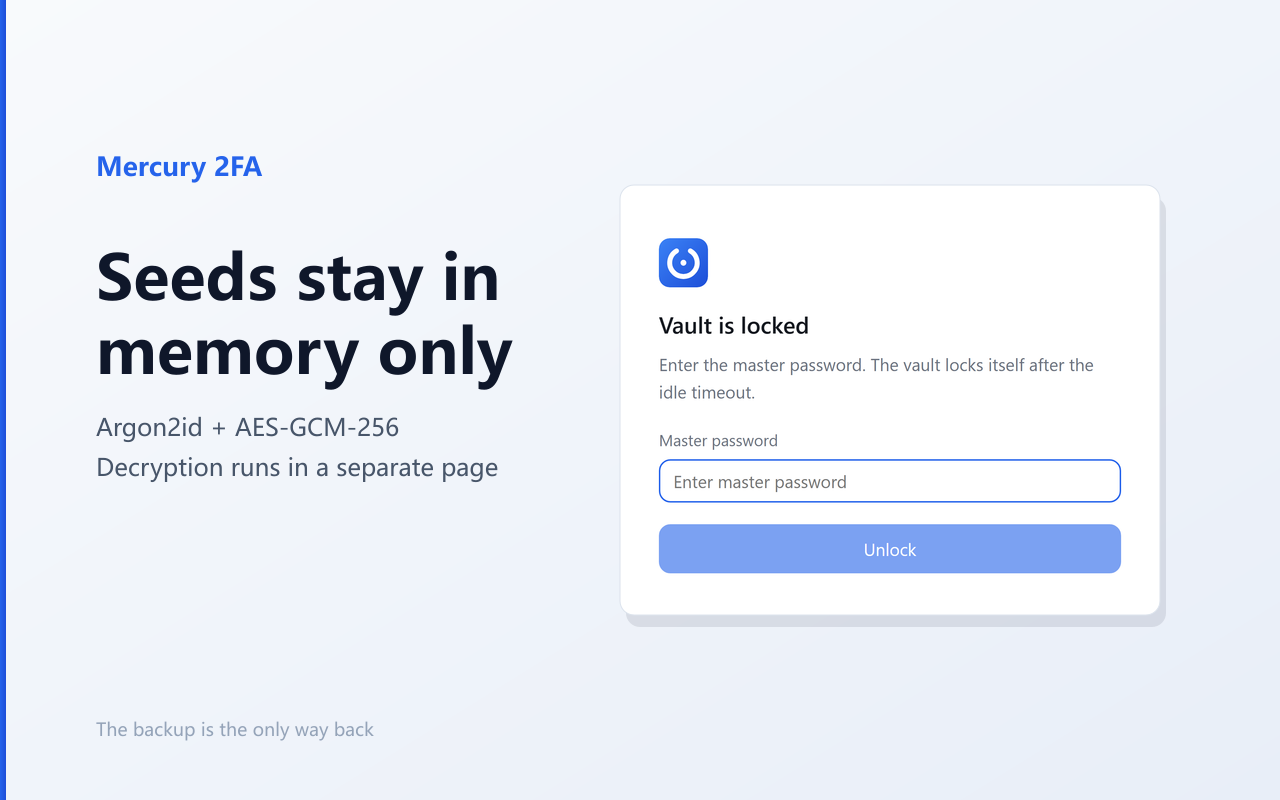 Mercury 2FA
Seeds stay in
memory only
Argon2id + AES-GCM-256
Decryption runs in a separate page
The backup is the only way back
Vault is locked
Enter the master password. The vault locks itself after the
idle timeout.
Master password
Enter master password
Unlock